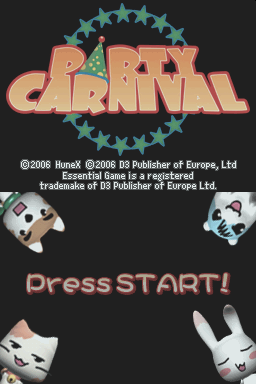 PARTY
CARNIVAL
©2006 HuneX ©2006 D3 Publisher of Europe, Ltd
Essential Game is a registered
trademake of D3 Publisher of Europe Ltd.
Press START!